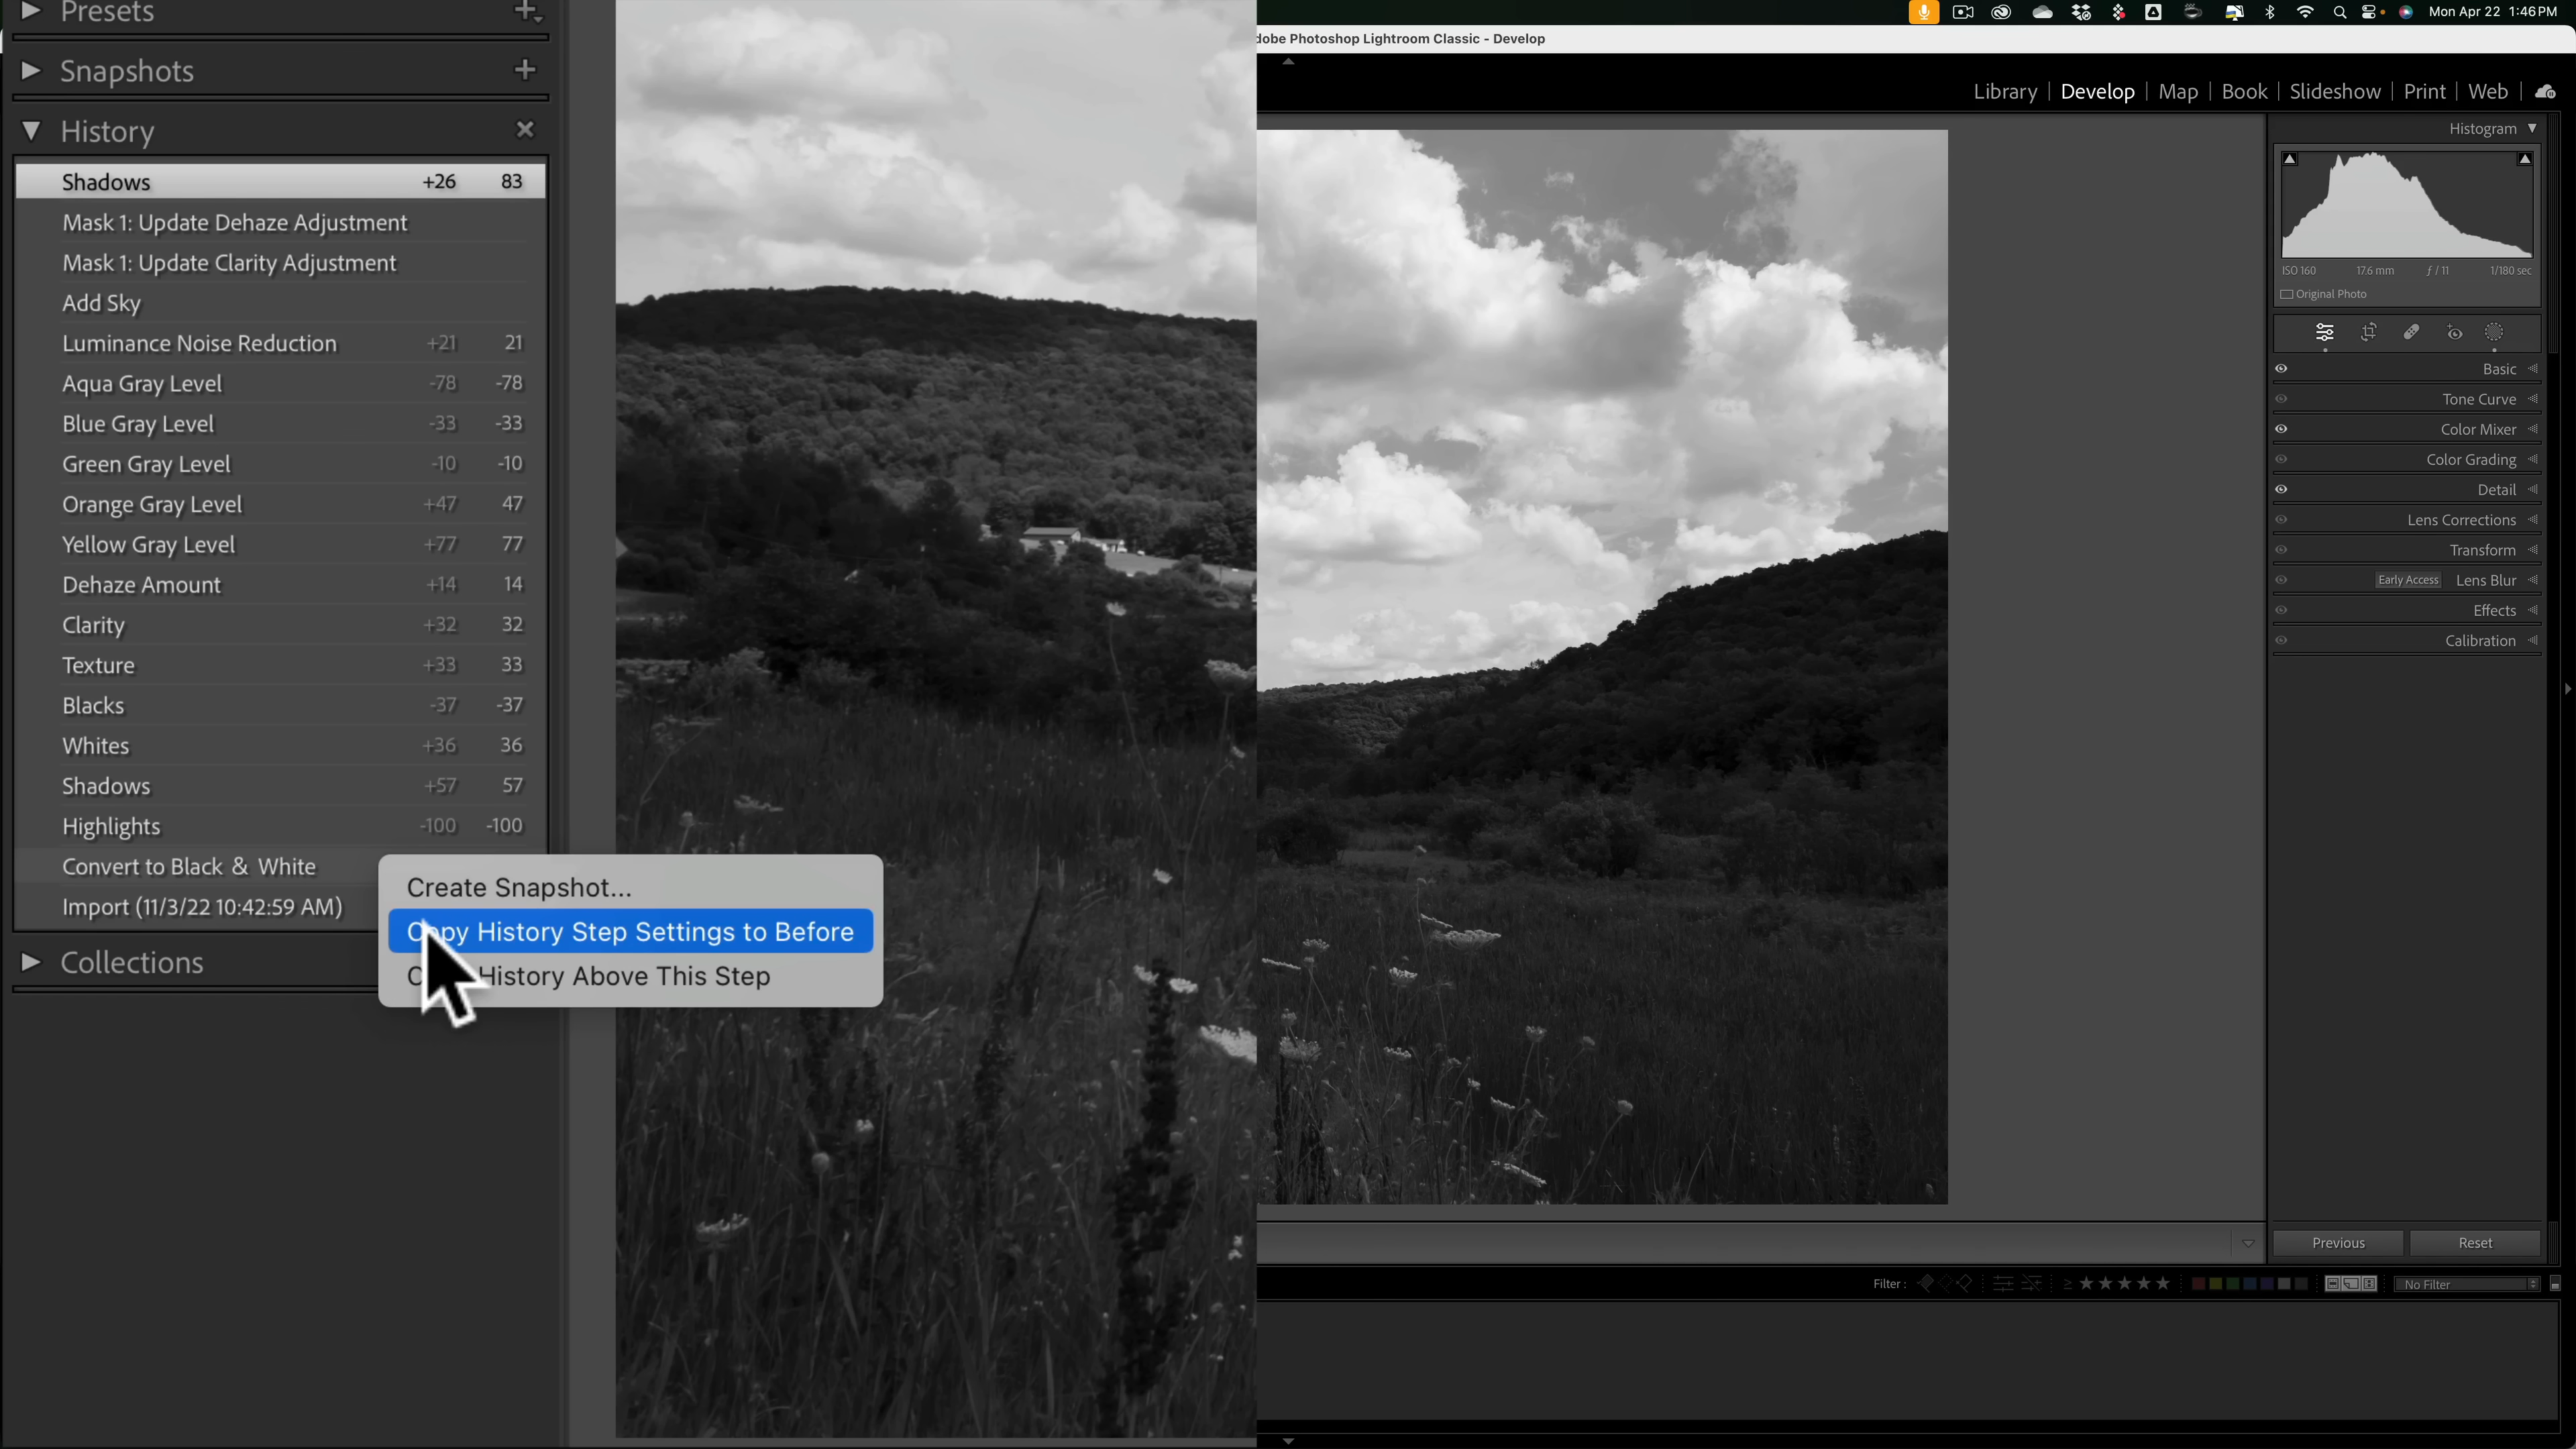 Presets
Snapshots
History
Shadows +26 83
Mask 1: Update Dehaze Adjustment
Mask 1: Update Clarity Adjustment
Add Sky
Luminance Noise Reduction +21 21
Aqua Gray Level -78 -78
Blue Gray Level -33 -33
Green Gray Level -10 -10
Orange Gray Level +47 47
Yellow Gray Level +77 77
Dehaze Amount +14 14
Clarity +32 32
Texture +33 33
Blacks -37 -37
Whites +36 36
Shadows +57 57
Highlights -100 -100
Convert to Black & White
Import (11/3/22 10:42:59 AM)
Collections
Create Snapshot...
Copy History Step Settings to Before
History Above This Step
Mon Apr 22 1:46PM
dobe Photoshop Lightroom Classic - Develop
Library | Develop | Map | Book | Slideshow | Print | Web
Histogram
ISO 160 17.6 mm ƒ / 11 1/180 sec
Original Photo
Basic
Tone Curve
Color Mixer
Color Grading
Detail
Lens Corrections
Transform
Early Access Lens Blur
Effects
Calibration
Previous Reset
Filter : ≥ ★★★★★ No Filter